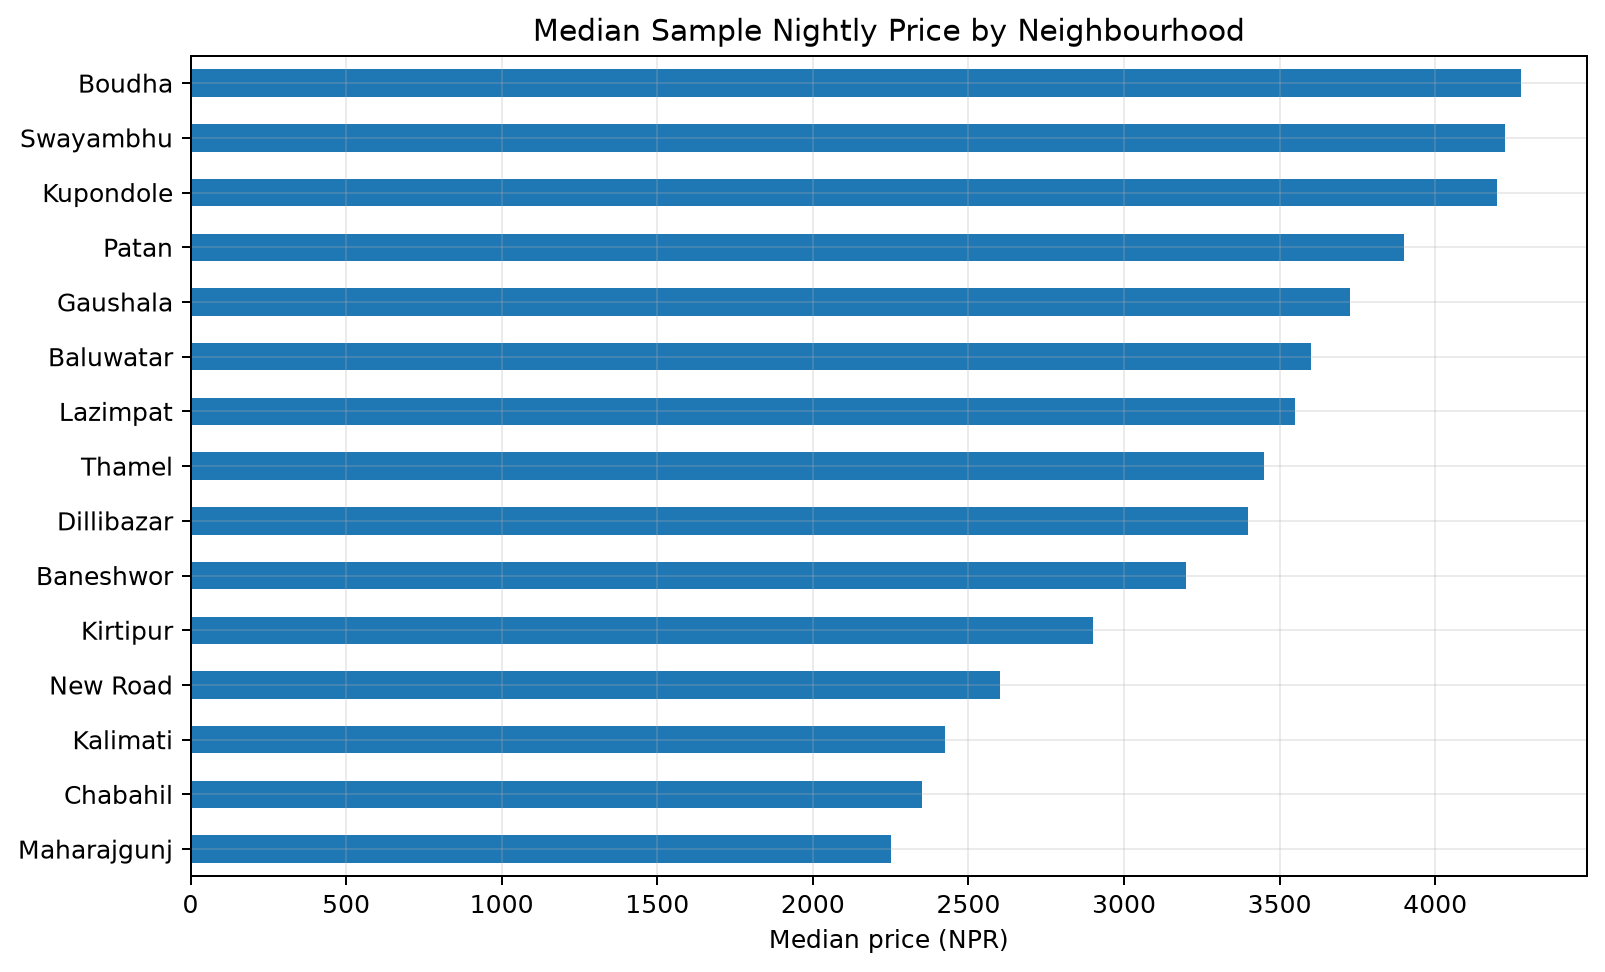 Median Sample Nightly Price by Neighbourhood
Boudha
Swayambhu
Kupondole
Patan
Gaushala
Baluwatar
Lazimpat
Thamel
Dillibazar
Baneshwor
Kirtipur
New Road
Kalimati
Chabahil
Maharajgunj
0 500 1000 1500 2000 2500 3000 3500 4000
Median price (NPR)